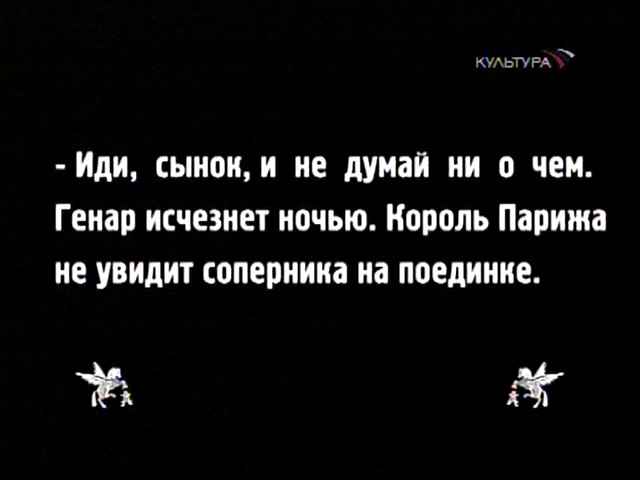 КУЛЬТУРА
- Иди, сынок, и не думай ни о чем.
Генар исчезнет ночью. Король Парижа
не увидит соперника на поединке.